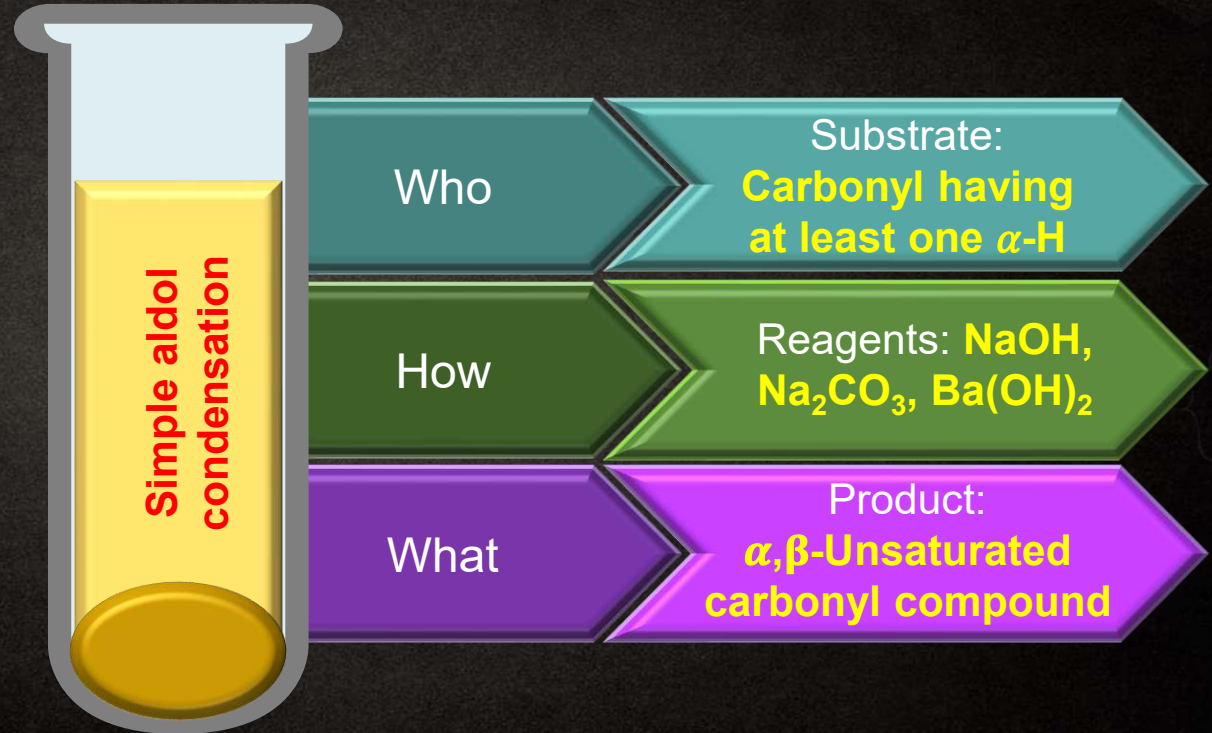 Simple aldol
condensation
Who
Substrate:
Carbonyl having
at least one α-H
How
Reagents: NaOH,
Na₂CO₃, Ba(OH)₂
What
Product:
α,β-Unsaturated
carbonyl compound